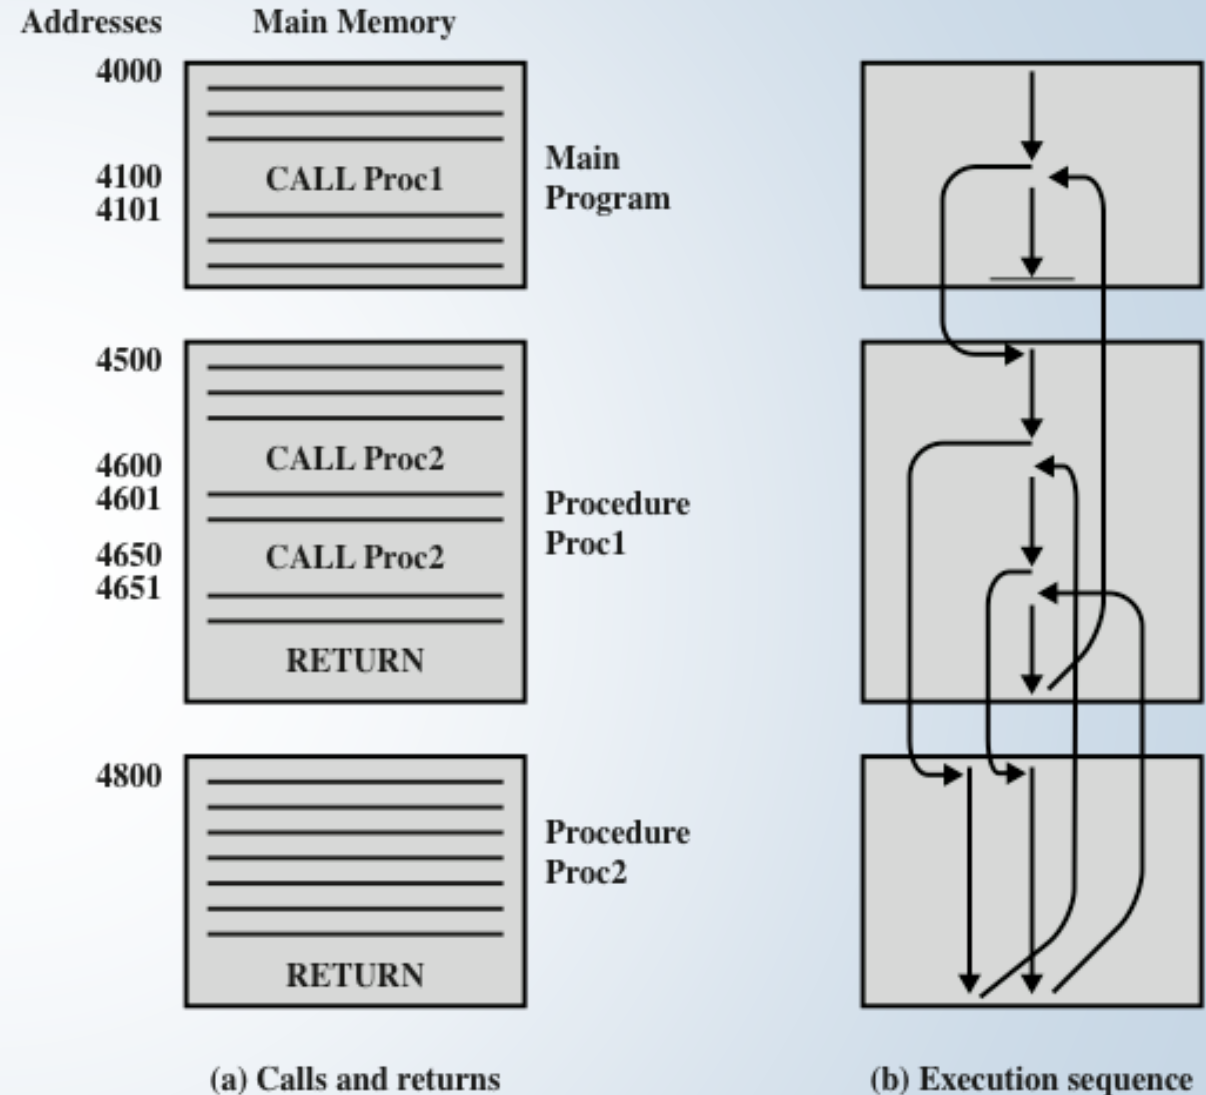 Addresses Main Memory
4000
Main
4100 CALL Proc1
Program
4101
4500
CALL Proc2
4600
4601
Procedure
Proc1
4650 CALL Proc2
4651
RETURN
4800
Procedure
Proc2
RETURN
(a) Calls and returns (b) Execution sequence